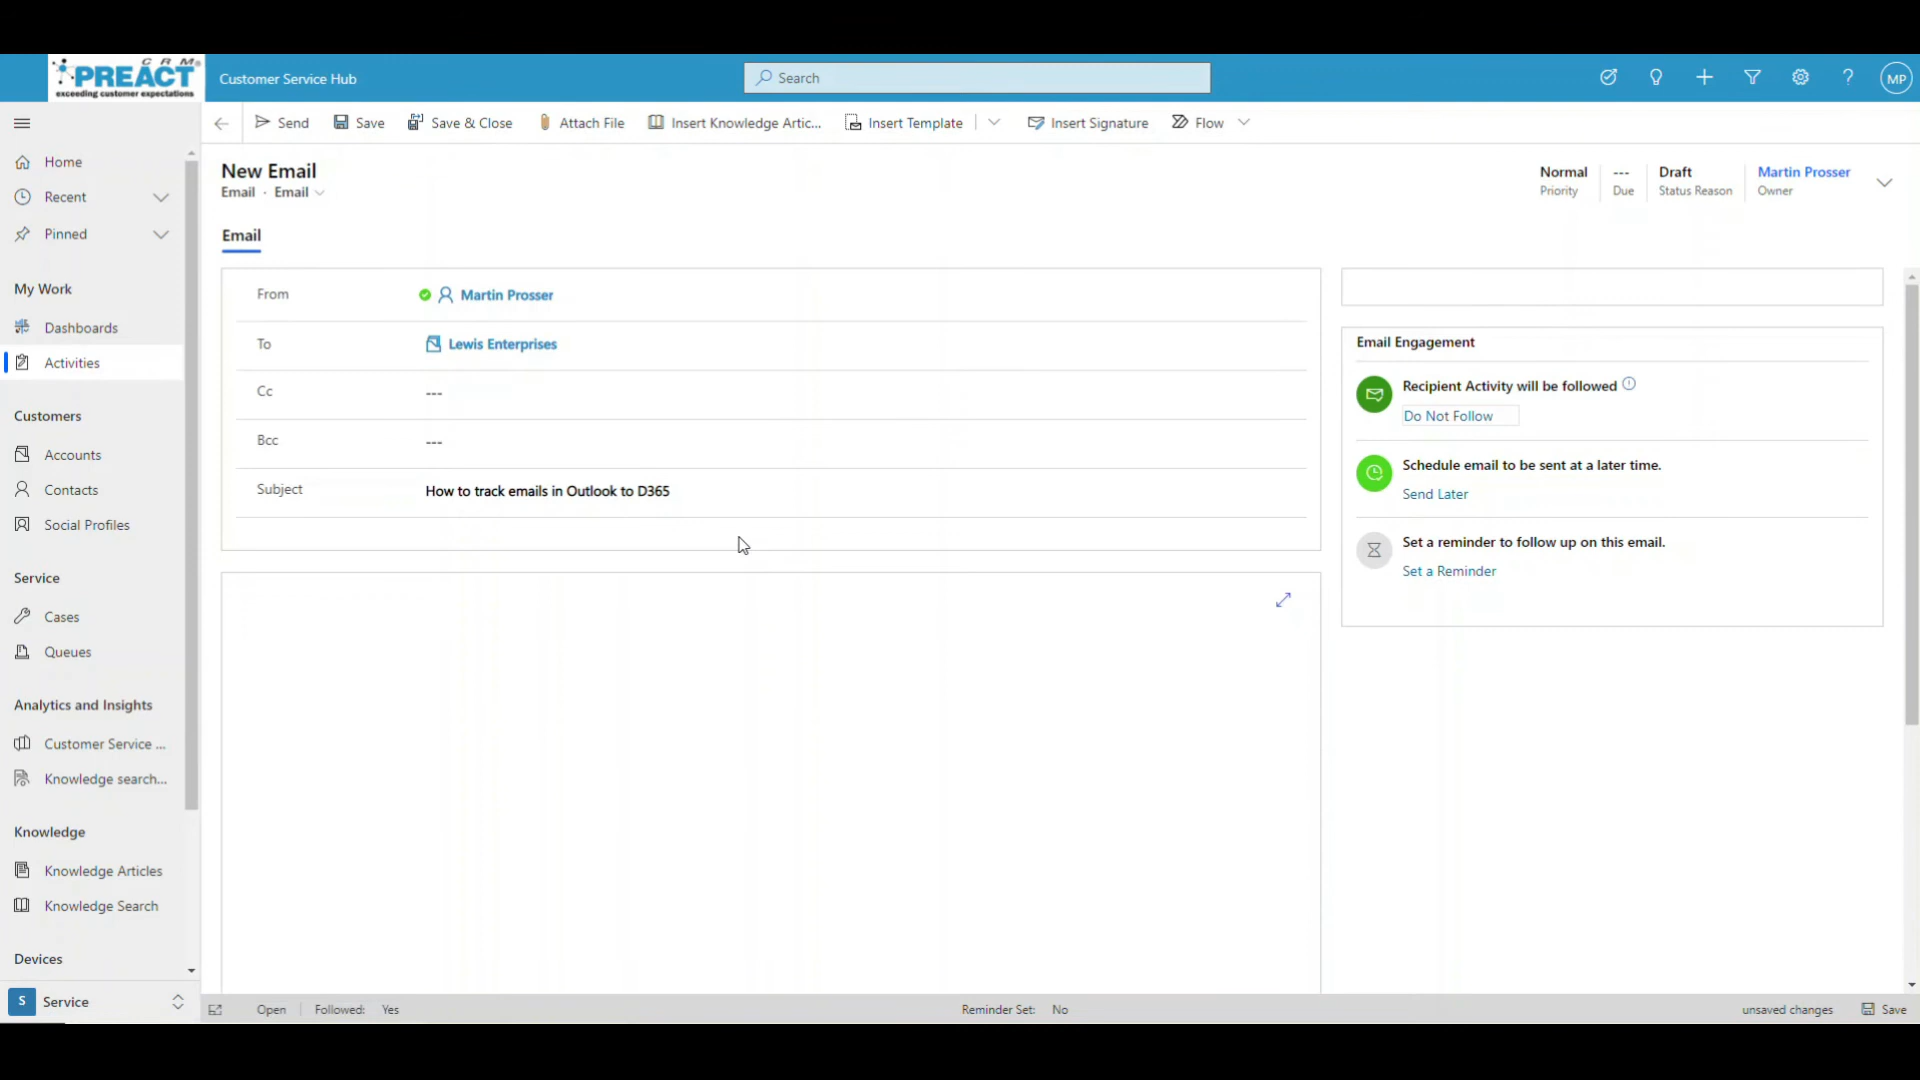 CRM®
PREACT
exceeding customer expectations
Customer Service Hub
Search
MP
Send
Save
Save & Close
Attach File
Insert Knowledge Artic...
Insert Template
Insert Signature
Flow
Home
Recent
Pinned
My Work
Dashboards
Activities
Customers
Accounts
Contacts
Social Profiles
Service
Cases
Queues
Analytics and Insights
Customer Service ...
Knowledge search...
Knowledge
Knowledge Articles
Knowledge Search
Devices
S Service
New Email
Email · Email
Normal
Priority
---
Due
Draft
Status Reason
Martin Prosser
Owner
Email
From Martin Prosser
To Lewis Enterprises
Cc ---
Bcc ---
Subject How to track emails in Outlook to D365
Email Engagement
Recipient Activity will be followed
Do Not Follow
Schedule email to be sent at a later time.
Send Later
Set a reminder to follow up on this email.
Set a Reminder
Open Followed: Yes Reminder Set: No unsaved changes Save